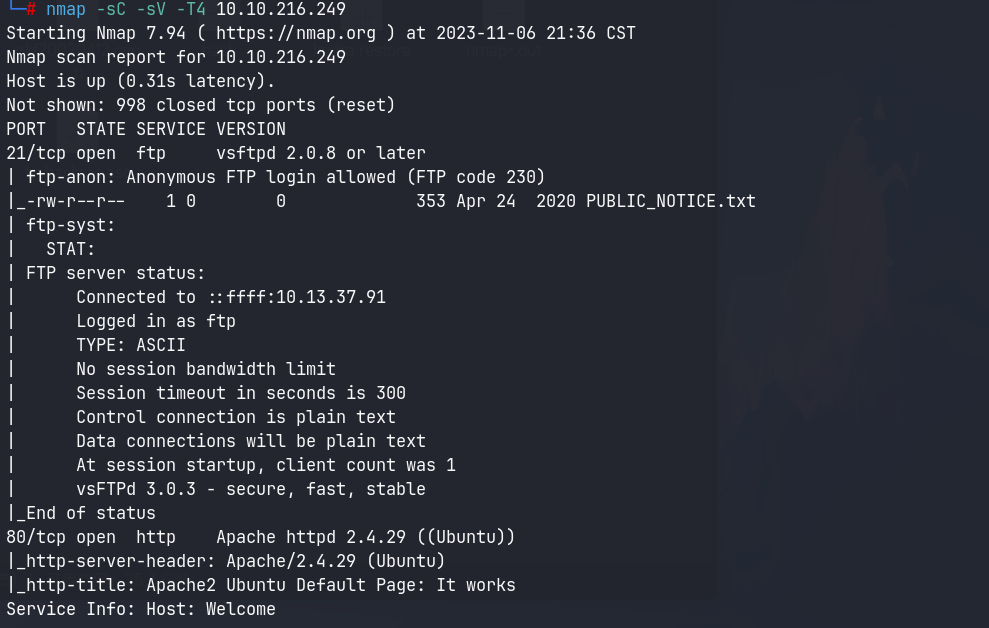 └─# nmap -sC -sV -T4 10.10.216.249
Starting Nmap 7.94 ( https://nmap.org ) at 2023-11-06 21:36 CST
Nmap scan report for 10.10.216.249
Host is up (0.31s latency).
Not shown: 998 closed tcp ports (reset)
PORT   STATE SERVICE VERSION
21/tcp open  ftp     vsftpd 2.0.8 or later
| ftp-anon: Anonymous FTP login allowed (FTP code 230)
|_-rw-r--r--    1 0        0             353 Apr 24  2020 PUBLIC_NOTICE.txt
| ftp-syst:
|   STAT:
| FTP server status:
|      Connected to ::ffff:10.13.37.91
|      Logged in as ftp
|      TYPE: ASCII
|      No session bandwidth limit
|      Session timeout in seconds is 300
|      Control connection is plain text
|      Data connections will be plain text
|      At session startup, client count was 1
|      vsFTPd 3.0.3 - secure, fast, stable
|_End of status
80/tcp open  http    Apache httpd 2.4.29 ((Ubuntu))
|_http-server-header: Apache/2.4.29 (Ubuntu)
|_http-title: Apache2 Ubuntu Default Page: It works
Service Info: Host: Welcome